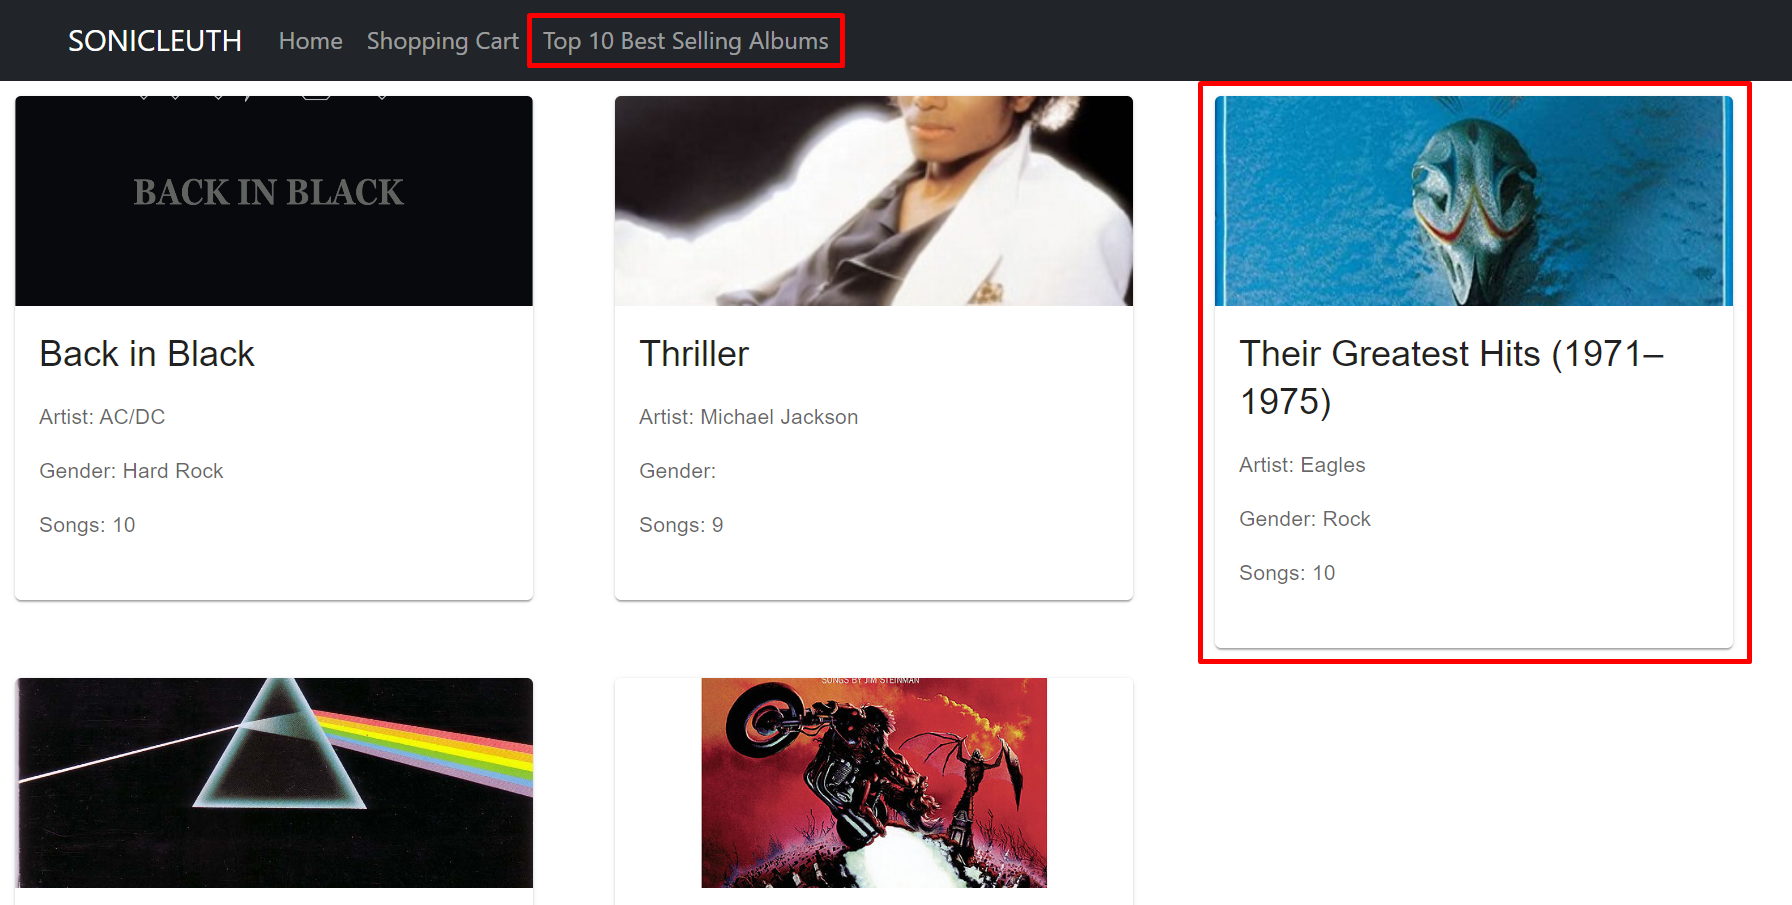 SONICLEUTH Home Shopping Cart Top 10 Best Selling Albums
BACK IN BLACK
Back in Black
Artist: AC/DC
Gender: Hard Rock
Songs: 10
Thriller
Artist: Michael Jackson
Gender:
Songs: 9
Their Greatest Hits (1971–
1975)
Artist: Eagles
Gender: Rock
Songs: 10
SONGS BY JIM STEINMAN